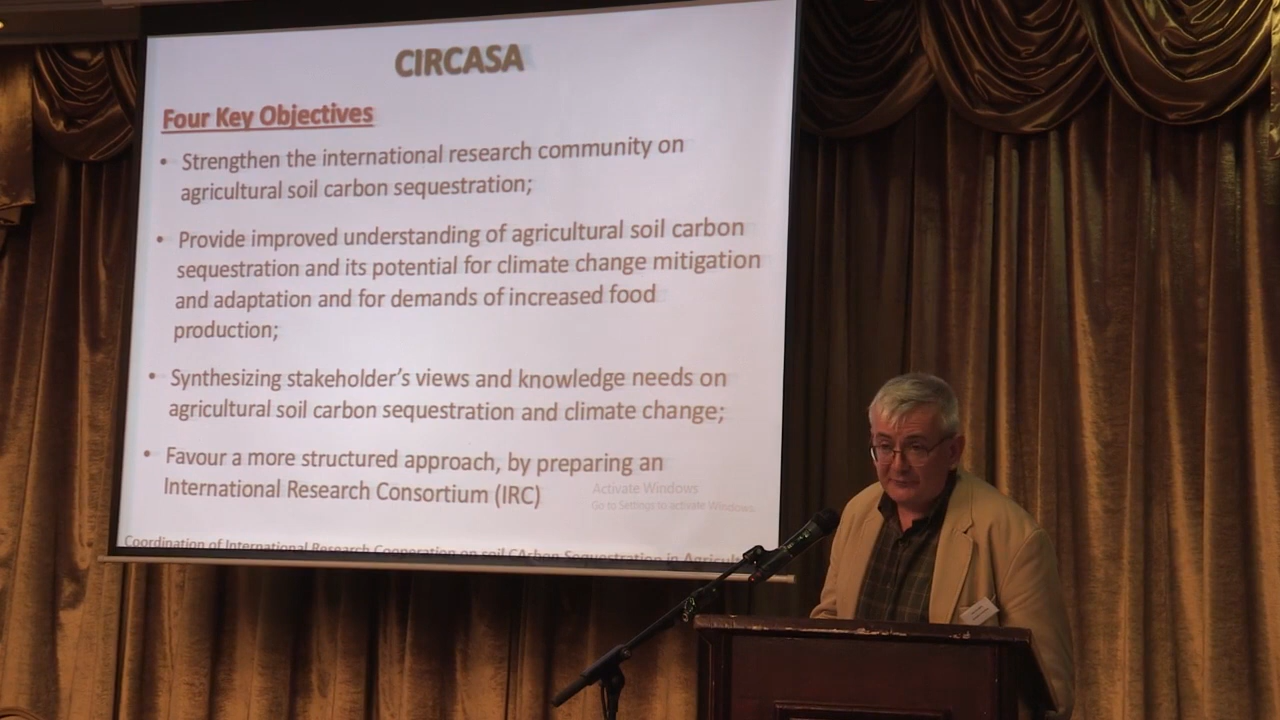 CIRCASA
Four Key Objectives
• Strengthen the international research community on
agricultural soil carbon sequestration;
• Provide improved understanding of agricultural soil carbon
sequestration and its potential for climate change mitigation
and adaptation and for demands of increased food
production;
• Synthesizing stakeholder's views and knowledge needs on
agricultural soil carbon sequestration and climate change;
• Favour a more structured approach, by preparing an
International Research Consortium (IRC)
Activate Windows
Go to Settings to activate Windows.
Coordination of International Research Cooperation on soil CArbon Sequestration in Agricult